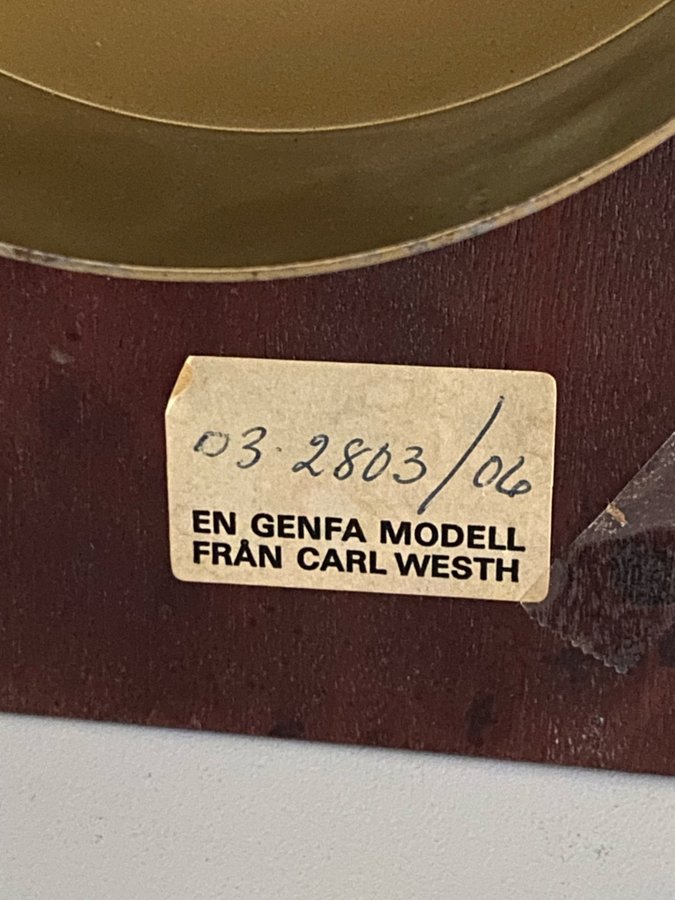 03·2803/06
EN GENFA MODELL
FRÅN CARL WESTH